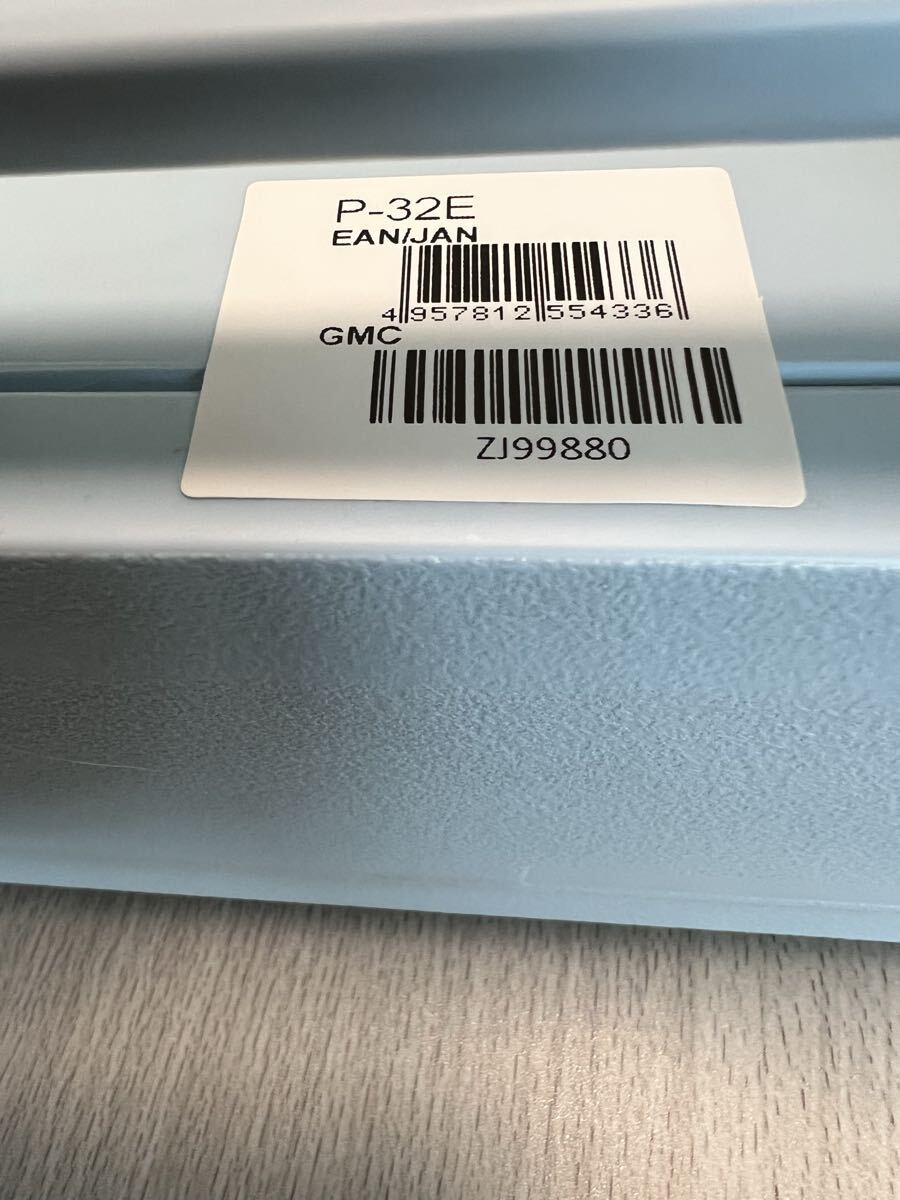 P-32E
EAN/JAN
4 957812 554336
GMC
ZJ99880